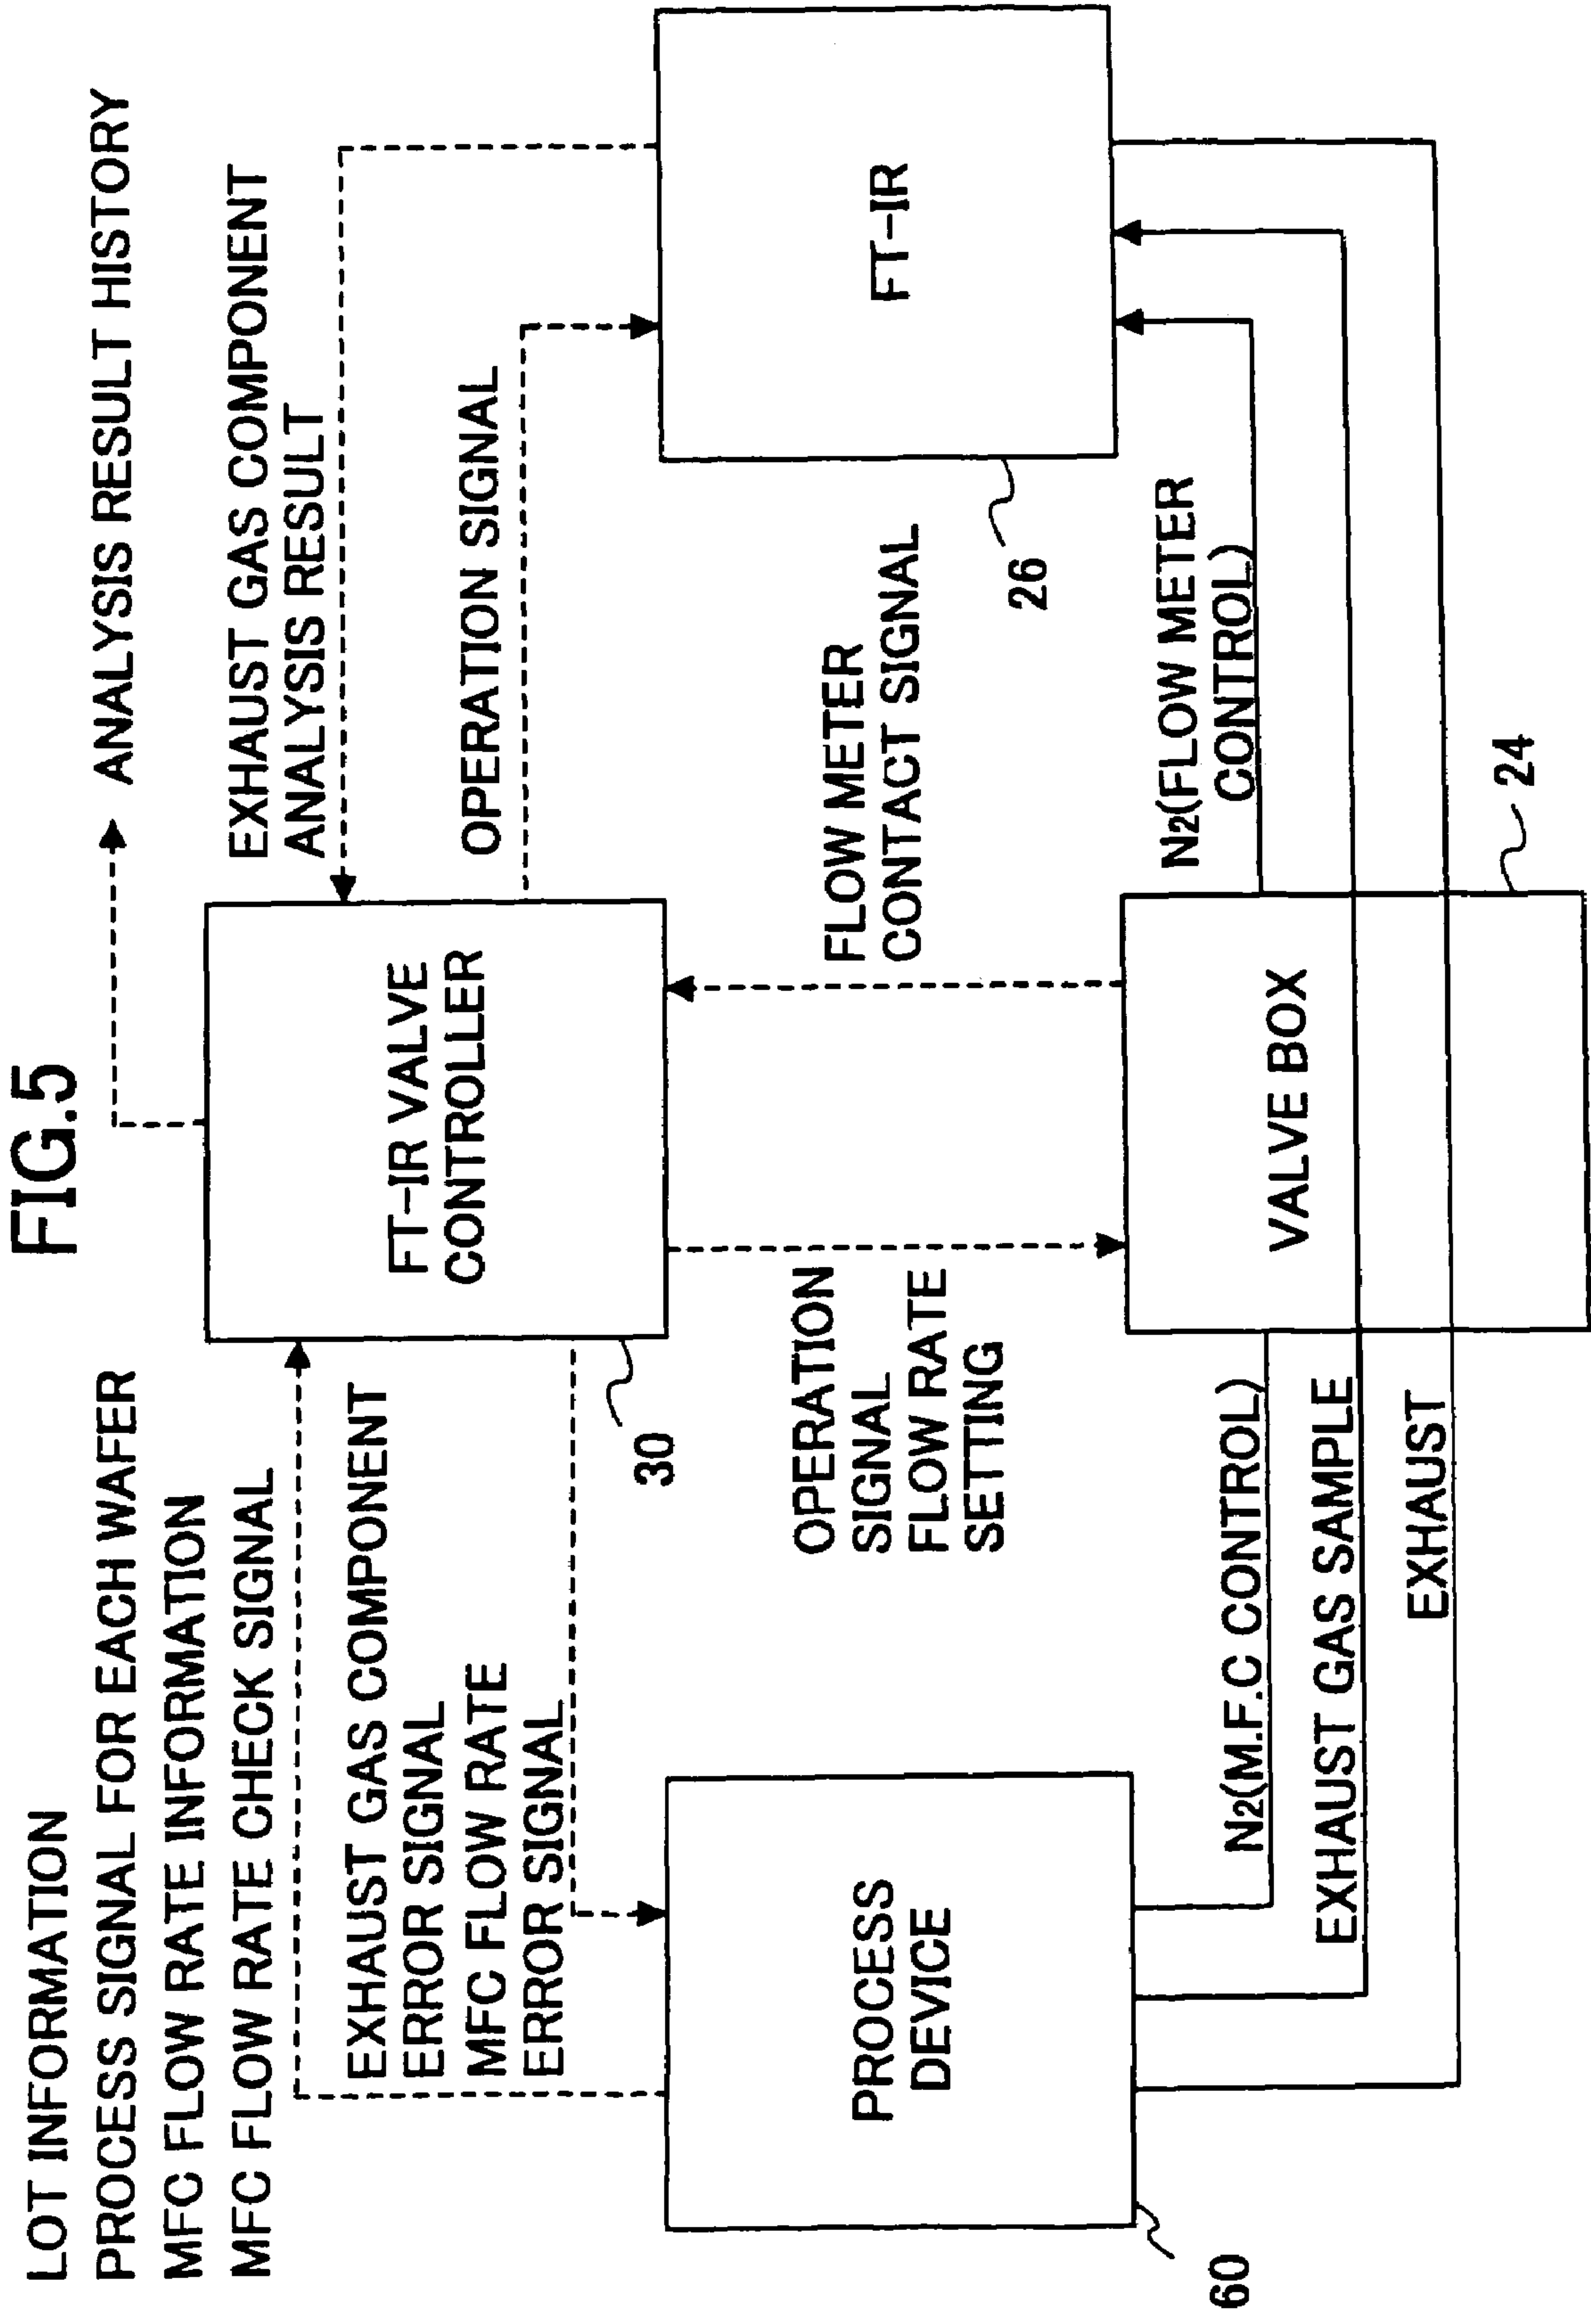 FIG.5
LOT INFORMATION
PROCESS SIGNAL FOR EACH WAFER
MFC FLOW RATE INFORMATION
MFC FLOW RATE CHECK SIGNAL
ANALYSIS RESULT HISTORY
EXHAUST GAS COMPONENT
ANALYSIS RESULT
EXHAUST GAS COMPONENT
ERROR SIGNAL
MFC FLOW RATE
ERROR SIGNAL
FT-IR VALVE
CONTROLLER
30
OPERATION SIGNAL
OPERATION
SIGNAL
FLOW RATE
SETTING
FLOW METER
CONTACT SIGNAL
PROCESS
DEVICE
60
FT-IR
26
N2(M.F.C CONTROL)
EXHAUST GAS SAMPLE
EXHAUST
VALVE BOX
24
N2(FLOW METER
CONTROL)